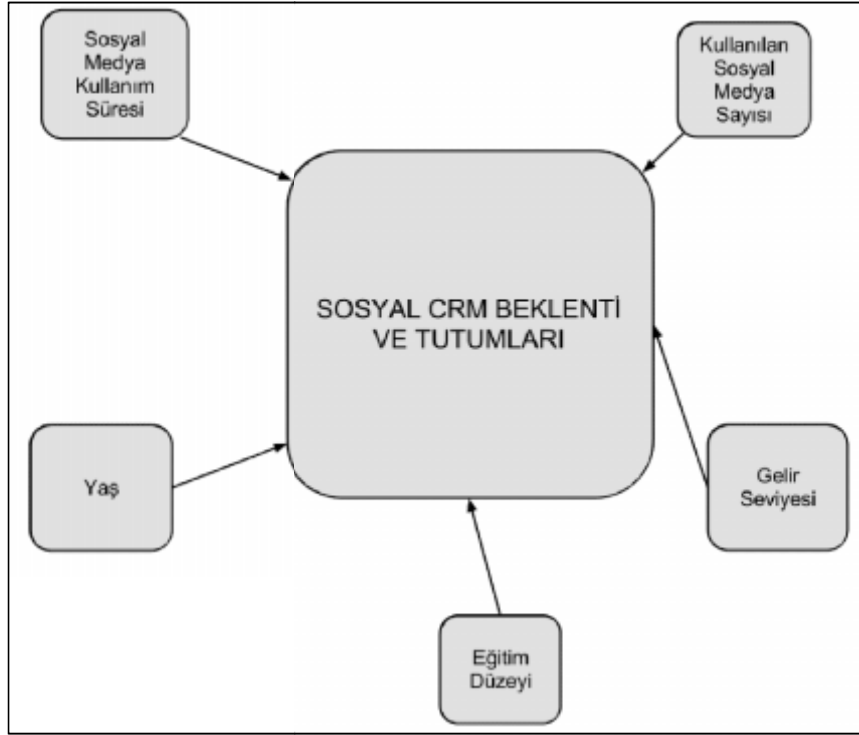 Sosyal
Medya
Kullanım
Süresi
Kullanılan
Sosyal
Medya
Sayısı
SOSYAL CRM BEKLENTİ
VE TUTUMLARI
Yaş
Gelir
Seviyesi
Eğitim
Düzeyi